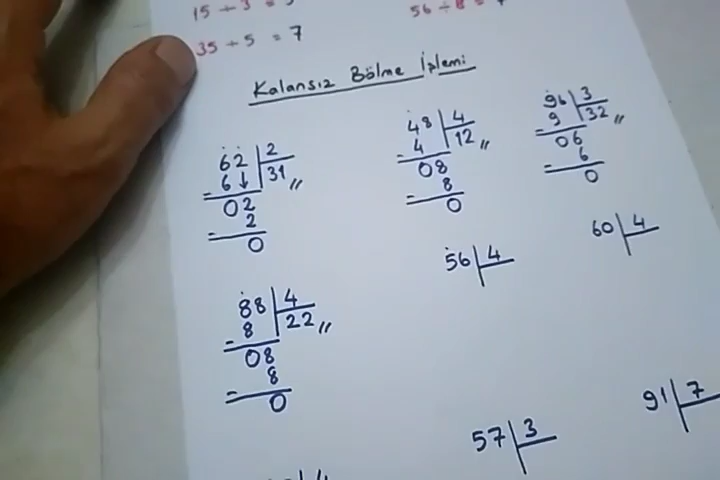 15 ÷ 3 =
56 ÷ 8 =
35 ÷ 5 = 7
Kalansız Bölme İşlemi
62 | 2
6↓ 31 //
02
- 2
0
48 | 4
- 4 12 //
08
- 8
0
96 | 3
- 9 32 //
06
- 6
0
56 | 4
60 | 4
88 | 4
- 8 22 //
08
- 8
0
57 | 3
91 | 7